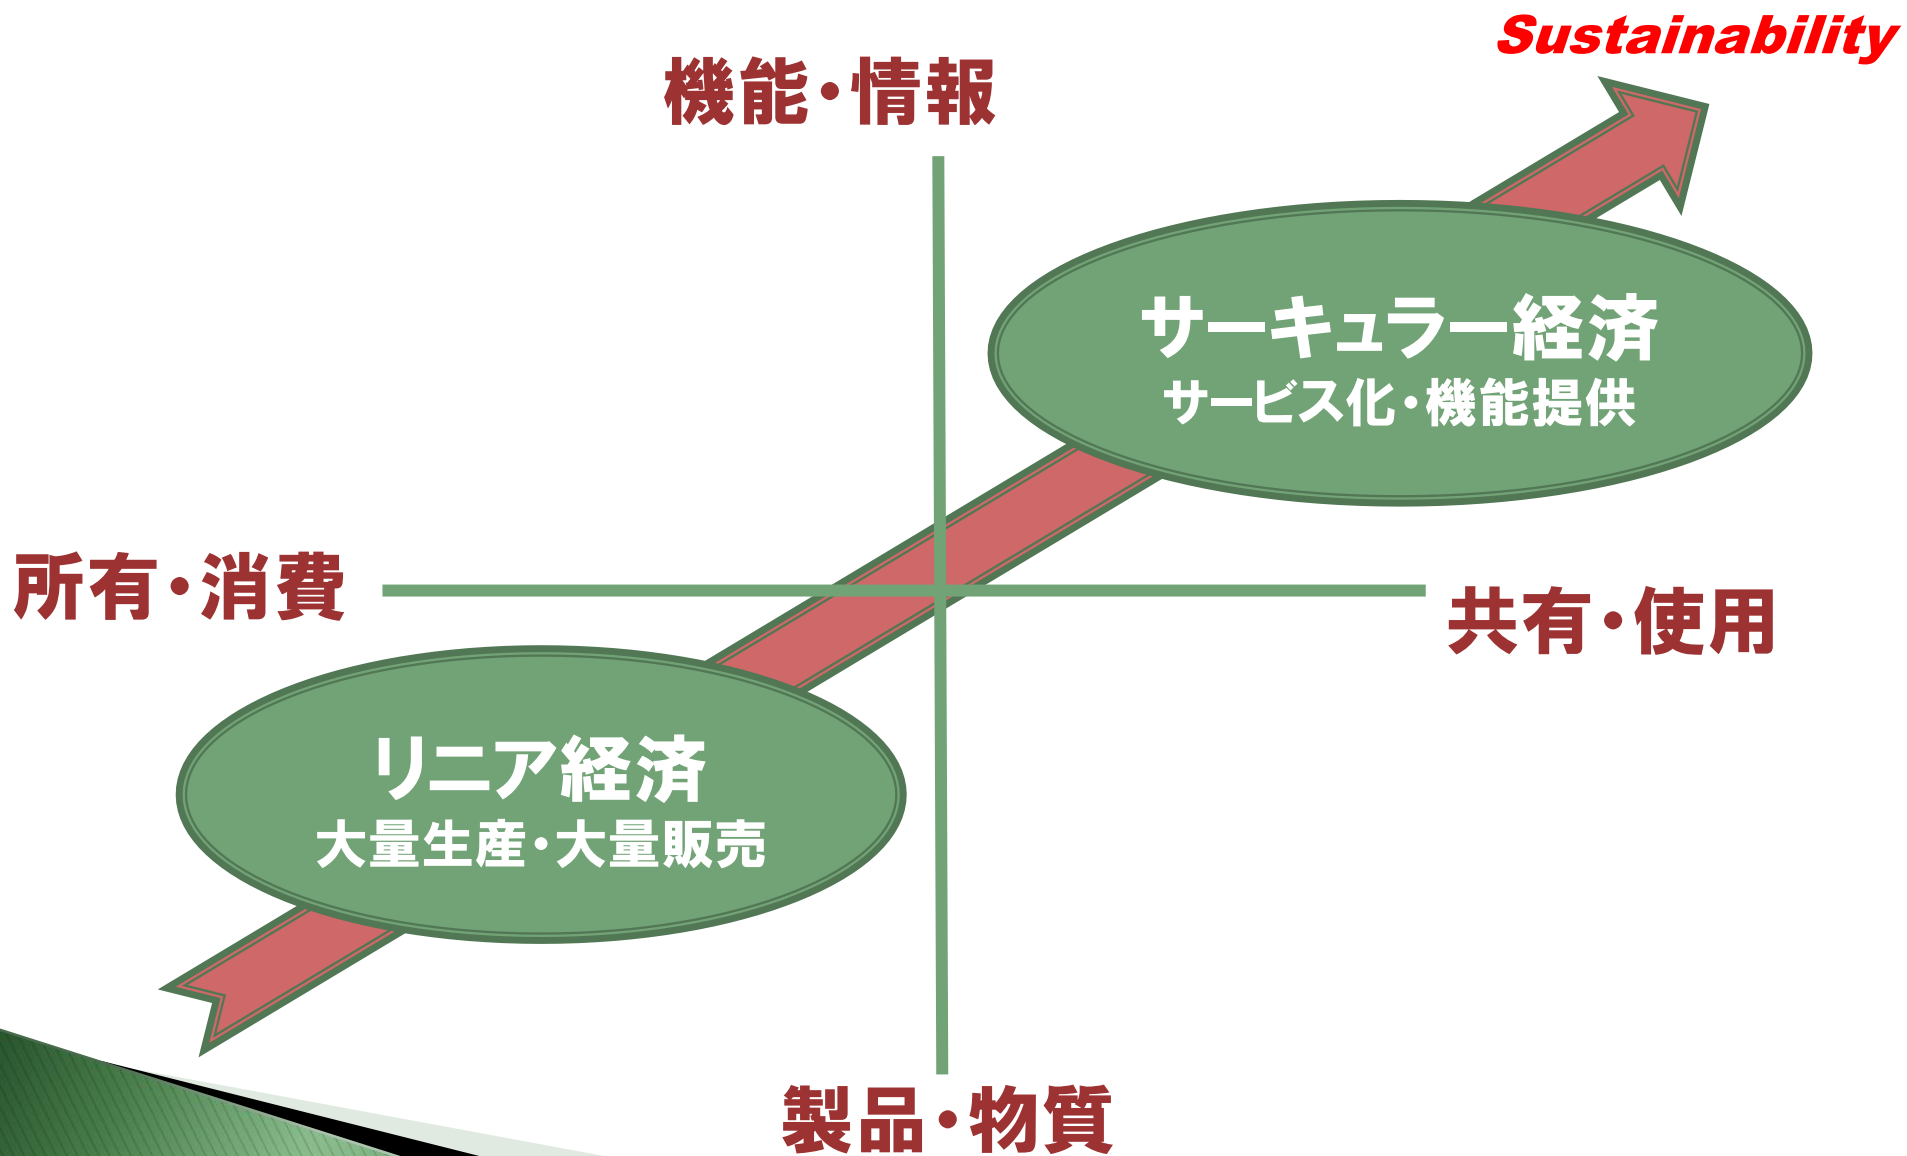 Sustainability
機能・情報
サーキュラー経済
サービス化・機能提供
所有・消費
共有・使用
リニア経済
大量生産・大量販売
製品・物質